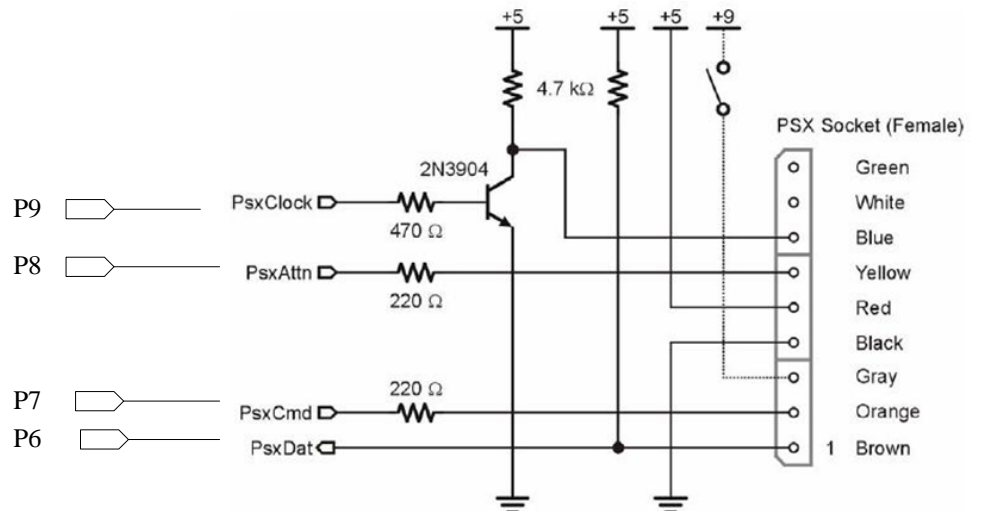 +5
+5
+5
+9
4.7 kΩ
PSX Socket (Female)
2N3904
Green
P9
PsxClock
White
470 Ω
Blue
P8
PsxAttn
Yellow
220 Ω
Red
Black
Gray
220 Ω
P7
PsxCmd
Orange
P6
PsxDat
1 Brown